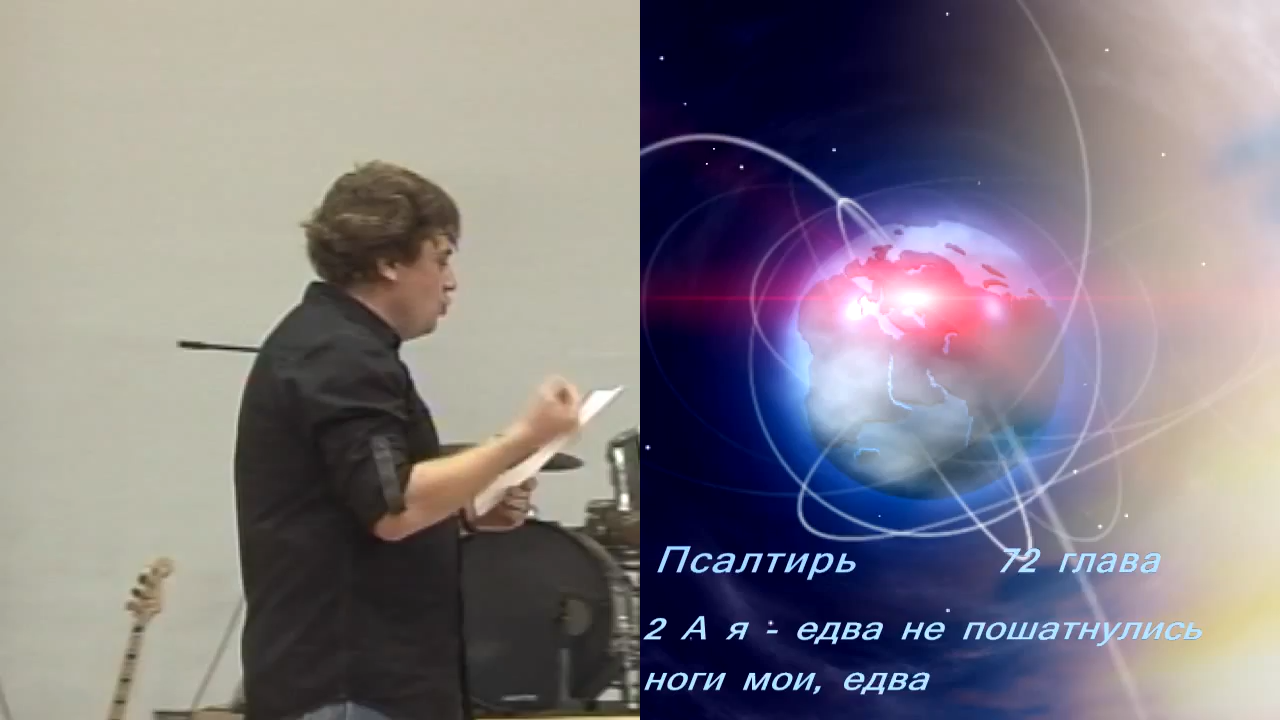 Псалтирь 72 глава
2 А я - едва не пошатнулись
ноги мои, едва